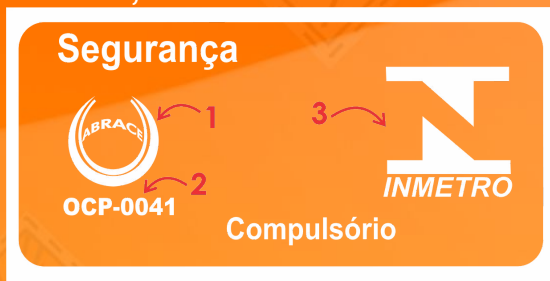 Segurança
ABRACE
1
3
2
OCP-0041
INMETRO
Compulsório